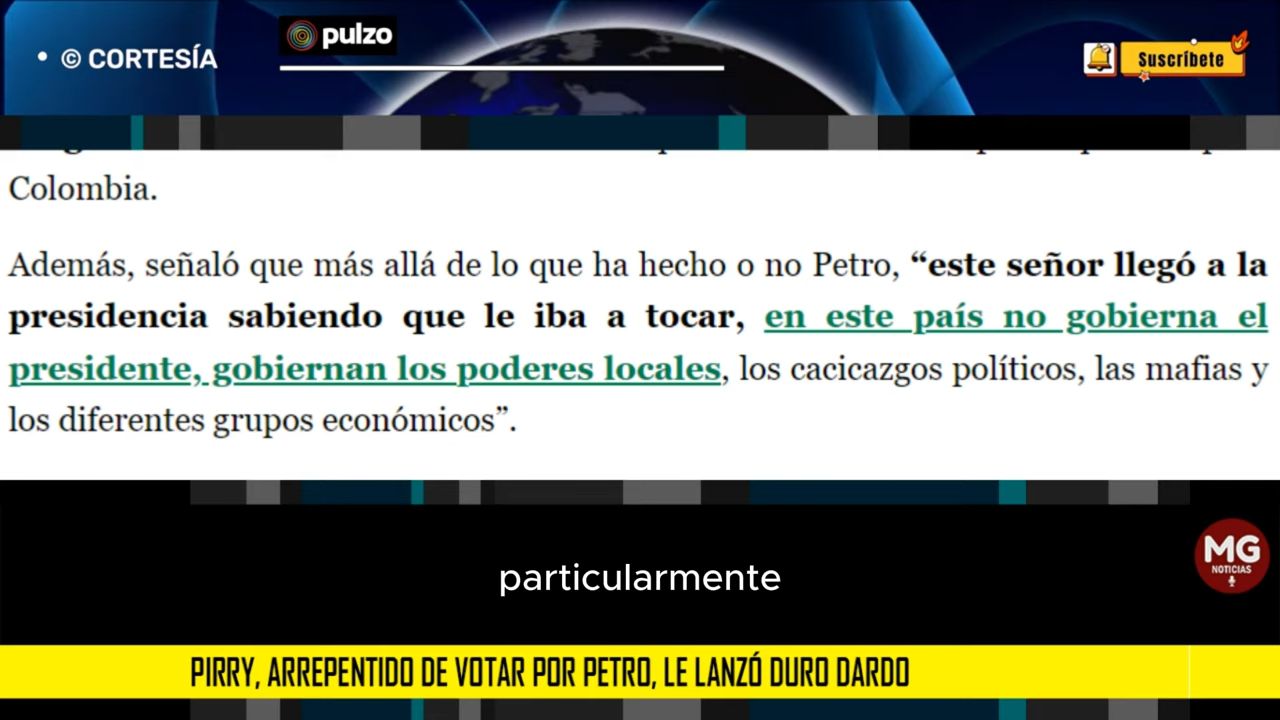 • © CORTESÍA
pulzo
Suscríbete
Colombia.
Además, señaló que más allá de lo que ha hecho o no Petro, “este señor llegó a la
presidencia sabiendo que le iba a tocar, en este país no gobierna el
presidente, gobiernan los poderes locales, los cacicazgos políticos, las mafias y
los diferentes grupos económicos”.
MG
NOTICIAS
particularmente
PIRRY, ARREPENTIDO DE VOTAR POR PETRO, LE LANZÓ DURO DARDO